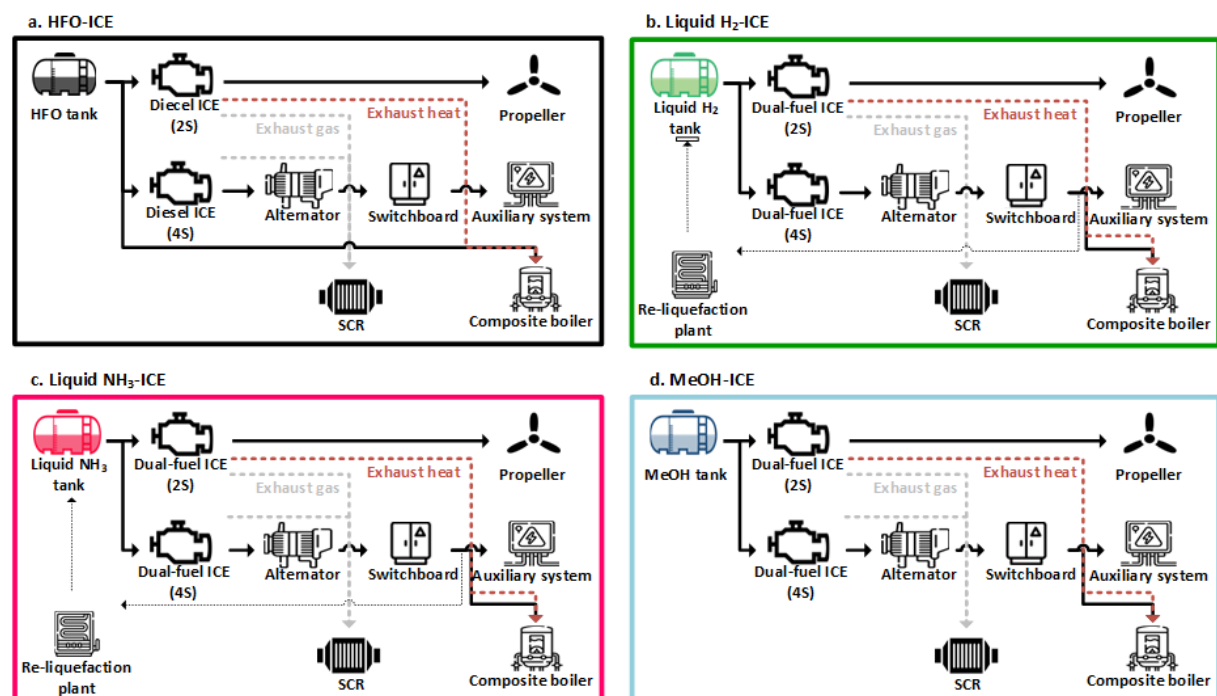 a. HFO-ICE
HFO tank
Diecel ICE
(2S)
Exhaust gas
Exhaust heat
Propeller
Diesel ICE
(4S)
Alternator
Switchboard
Auxiliary system
SCR
Composite boiler
b. Liquid H₂-ICE
Liquid H₂
tank
Dual-fuel ICE
(2S)
Exhaust gas
Exhaust heat
Propeller
Dual-fuel ICE
(4S)
Alternator
Switchboard
Auxiliary system
Re-liquefaction
plant
SCR
Composite boiler
c. Liquid NH₃-ICE
Liquid NH₃
tank
Dual-fuel ICE
(2S)
Exhaust gas
Exhaust heat
Propeller
Dual-fuel ICE
(4S)
Alternator
Switchboard
Auxiliary system
Re-liquefaction
plant
SCR
Composite boiler
d. MeOH-ICE
MeOH tank
Dual-fuel ICE
(2S)
Exhaust gas
Exhaust heat
Propeller
Dual-fuel ICE
(4S)
Alternator
Switchboard
Auxiliary system
SCR
Composite boiler